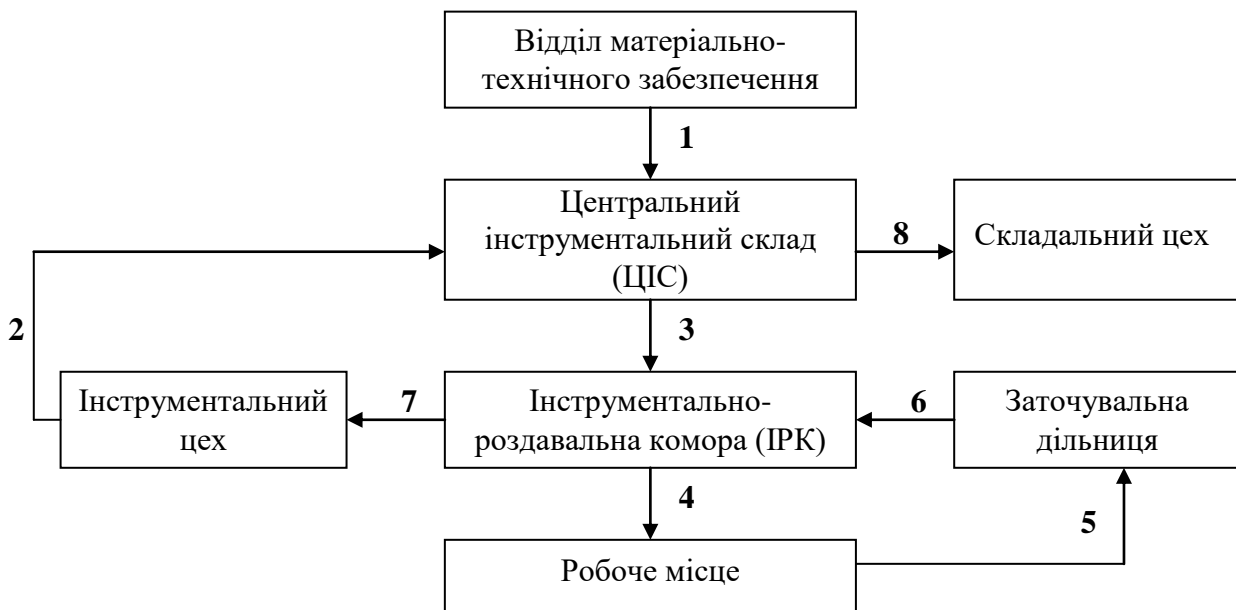 Відділ матеріально-
технічного забезпечення
1
Центральний
інструментальний склад
(ЦІС)
8
Складальний цех
2
3
Інструментальний
цех
7
Інструментально-
роздавальна комора (ІРК)
6
Заточувальна
дільниця
4
5
Робоче місце